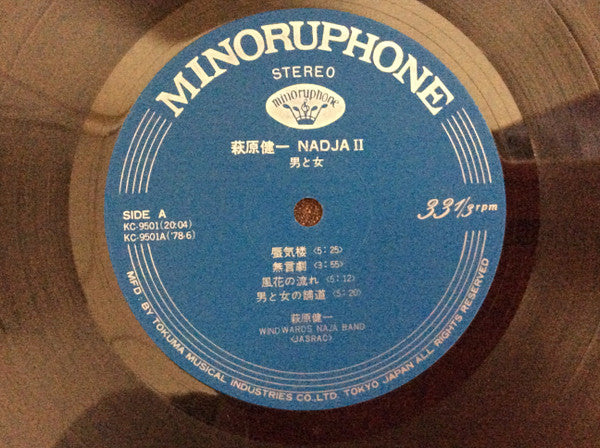 MINORUPHONE
STEREO
minoruphone
萩原健一 NADJA II
男と女
SIDE A
KC-9501(20:04)
KC-9501A('78•6)
33 1/3 rpm
蜃気楼 〈5:25〉
無言劇 〈3:55〉
風花の流れ 〈5:12〉
男と女の舗道 〈5:20〉
萩原健一
WIND WARDS NAJA BAND
〈JASRAC〉
MFD. BY TOKUMA MUSICAL INDUSTRIES CO., LTD. TOKYO JAPAN ALL RIGHTS RESERVED